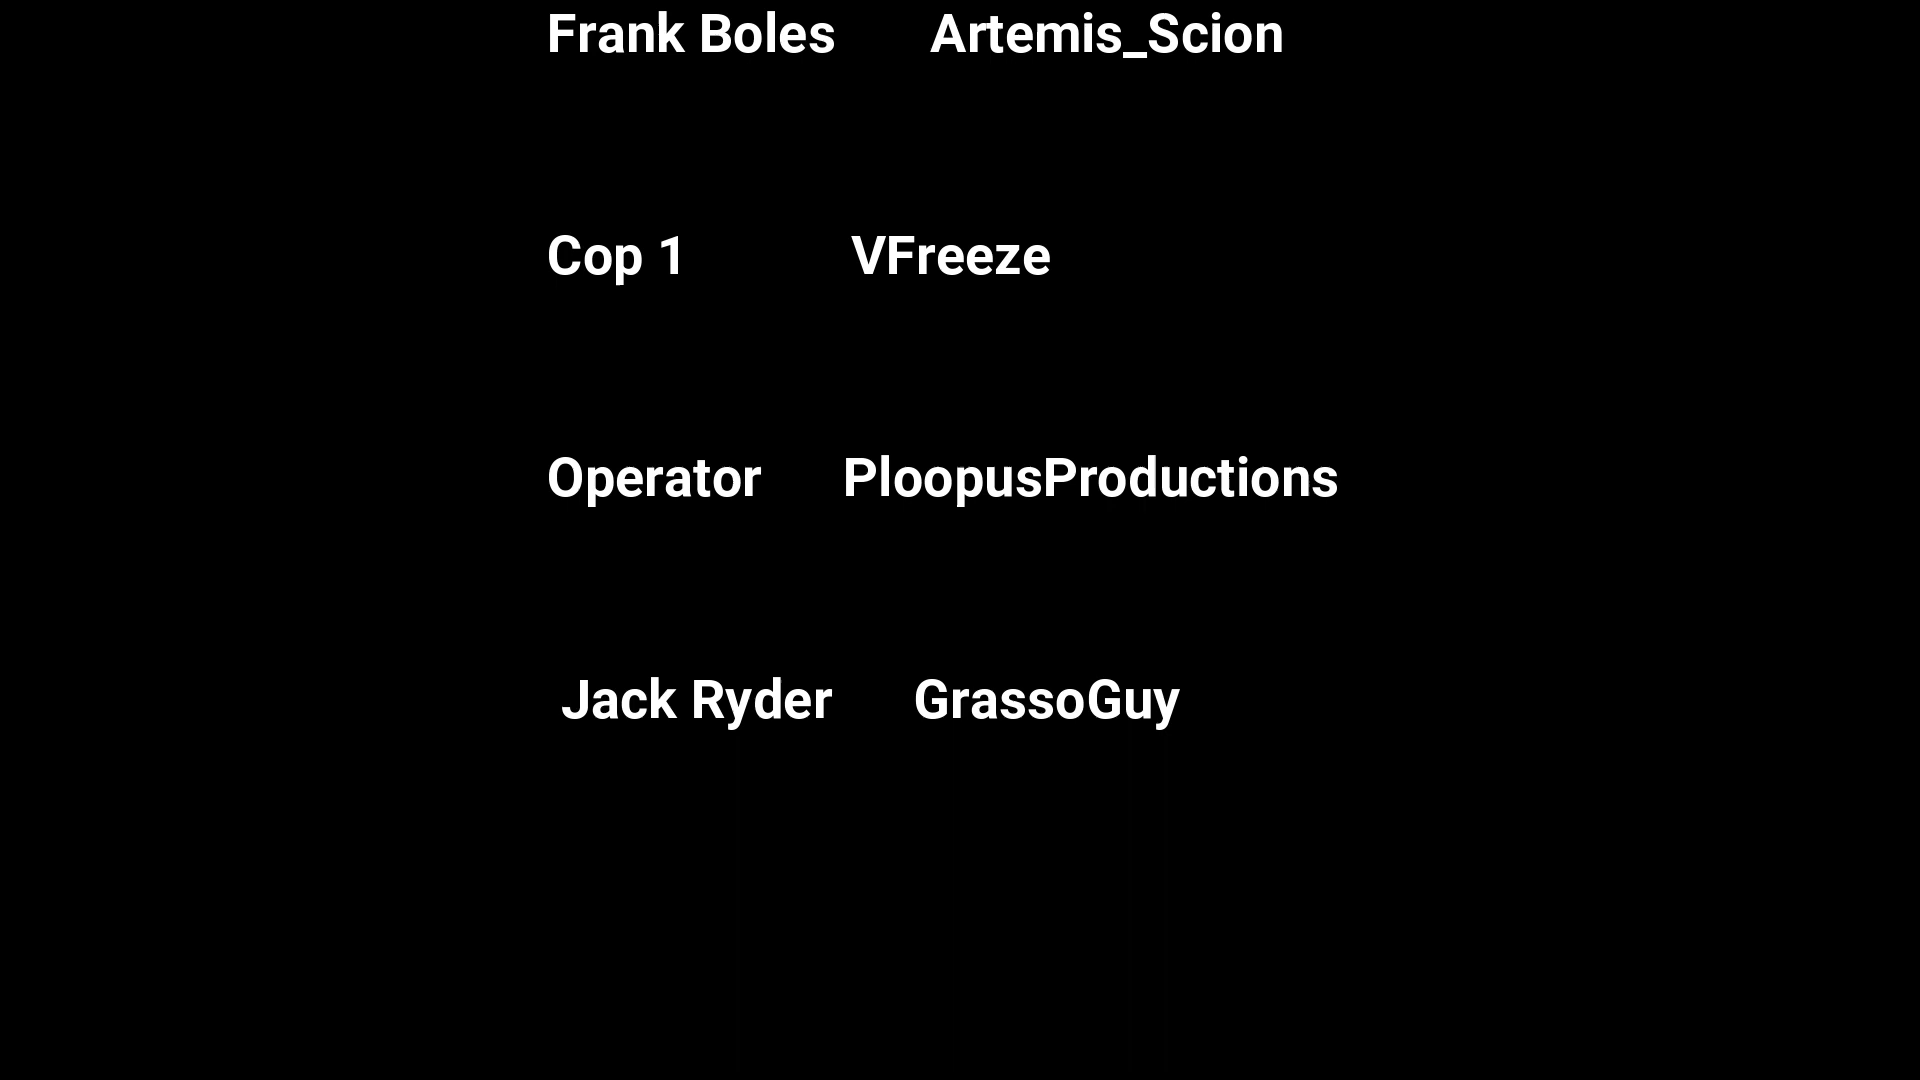 Frank Boles Artemis_Scion
Cop 1 VFreeze
Operator PloopusProductions
Jack Ryder GrassoGuy